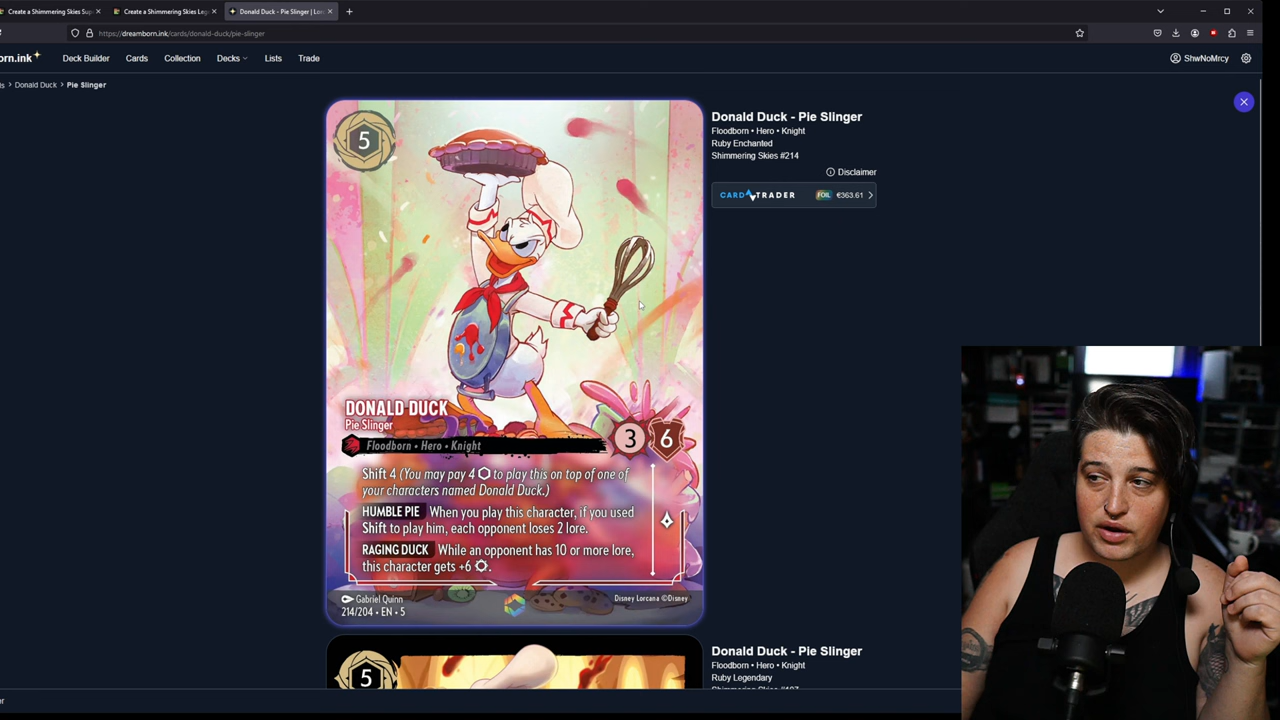 Create a Shimmering Skies Sup
Create a Shimmering Skies Leg
Donald Duck - Pie Slinger | Lor
https://dreamborn.ink/cards/donald-duck/pie-slinger
orn.ink
Deck Builder
Cards
Collection
Decks
Lists
Trade
ShwNoMrcy
ds > Donald Duck > Pie Slinger
5
DONALD DUCK
Pie Slinger
Floodborn • Hero • Knight
3
6
Shift 4 (You may pay 4 to play this on top of one of
your characters named Donald Duck.)
HUMBLE PIE When you play this character, if you used
Shift to play him, each opponent loses 2 lore.
RAGING DUCK While an opponent has 10 or more lore,
this character gets +6 .
Gabriel Quinn
214/204 • EN • 5
Disney Lorcana ©Disney
Donald Duck - Pie Slinger
Floodborn • Hero • Knight
Ruby Enchanted
Shimmering Skies #214
Disclaimer
CARD TRADER
FOIL €363.61
5
Donald Duck - Pie Slinger
Floodborn • Hero • Knight
Ruby Legendary